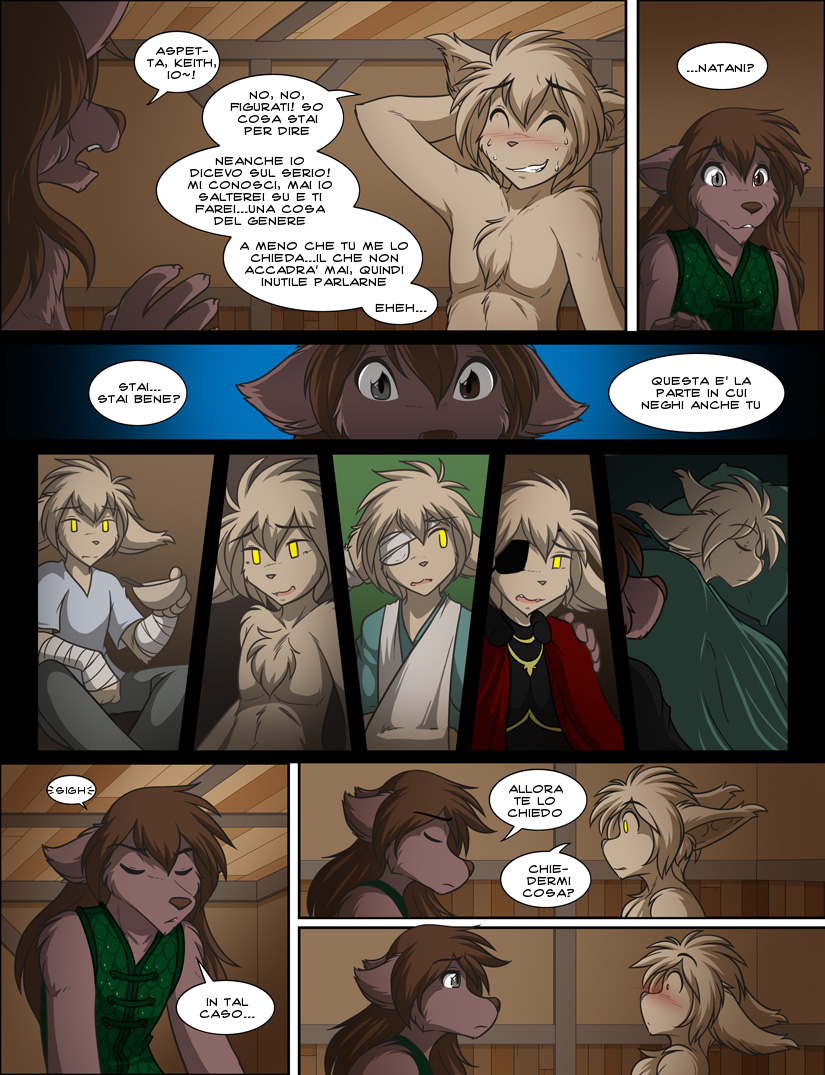 ASPET-
TA, KEITH,
IO~!
NO, NO,
FIGURATI! SO
COSA STAI
PER DIRE
NEANCHE IO
DICEVO SUL SERIO!
MI CONOSCI, MAI IO
SALTEREI SU E TI
FAREI...UNA COSA
DEL GENERE
A MENO CHE TU ME LO
CHIEDA...IL CHE NON
ACCADRA' MAI, QUINDI
INUTILE PARLARNE
EHEH...
...NATANI?
STAI...
STAI BENE?
QUESTA E' LA
PARTE IN CUI
NEGHI ANCHE TU
SIGH
IN TAL
CASO...
ALLORA
TE LO
CHIEDO
CHIE-
DERMI
COSA?